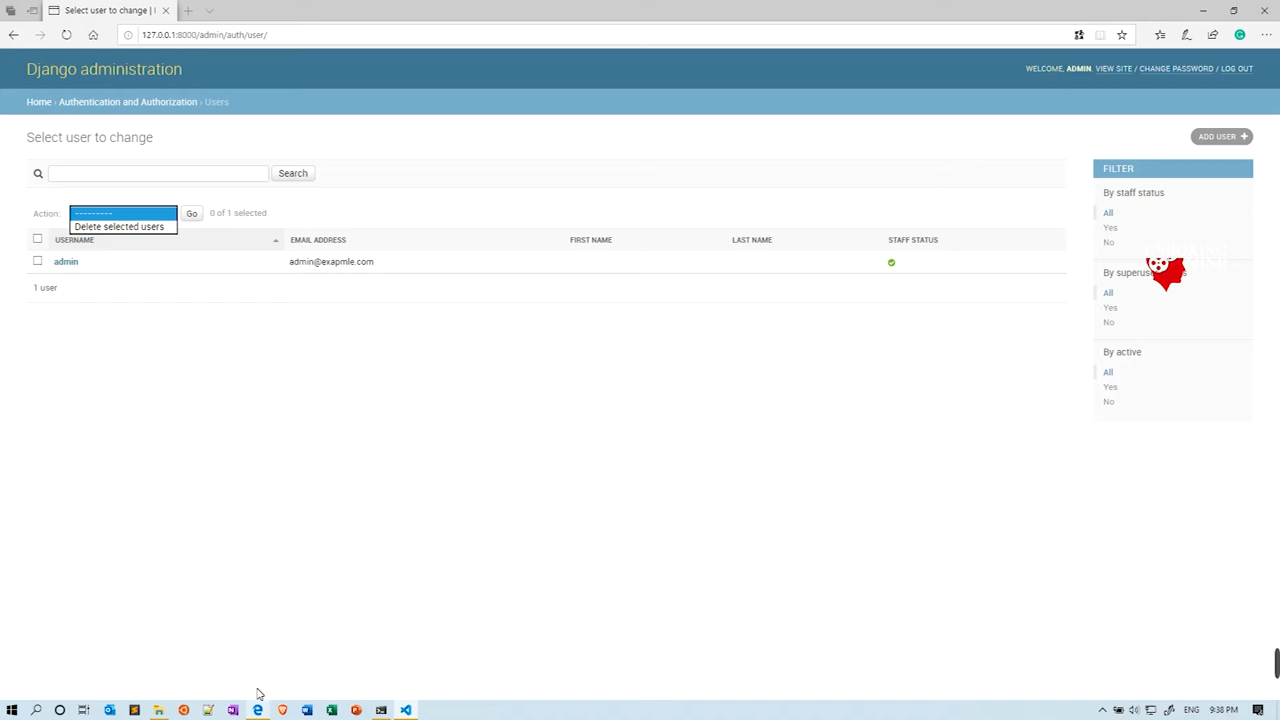 Select user to change | I
127.0.0.1:8000/admin/auth/user/
Django administration
WELCOME, ADMIN. VIEW SITE / CHANGE PASSWORD / LOG OUT
Home › Authentication and Authorization › Users
Select user to change
ADD USER +
Search
FILTER
By staff status
All
Yes
No
Action: ---------
Go
0 of 1 selected
Delete selected users
USERNAME EMAIL ADDRESS FIRST NAME LAST NAME STAFF STATUS
admin admin@exapmle.com
1 user
All
Yes
No
By active
All
Yes
No
9:38 PM